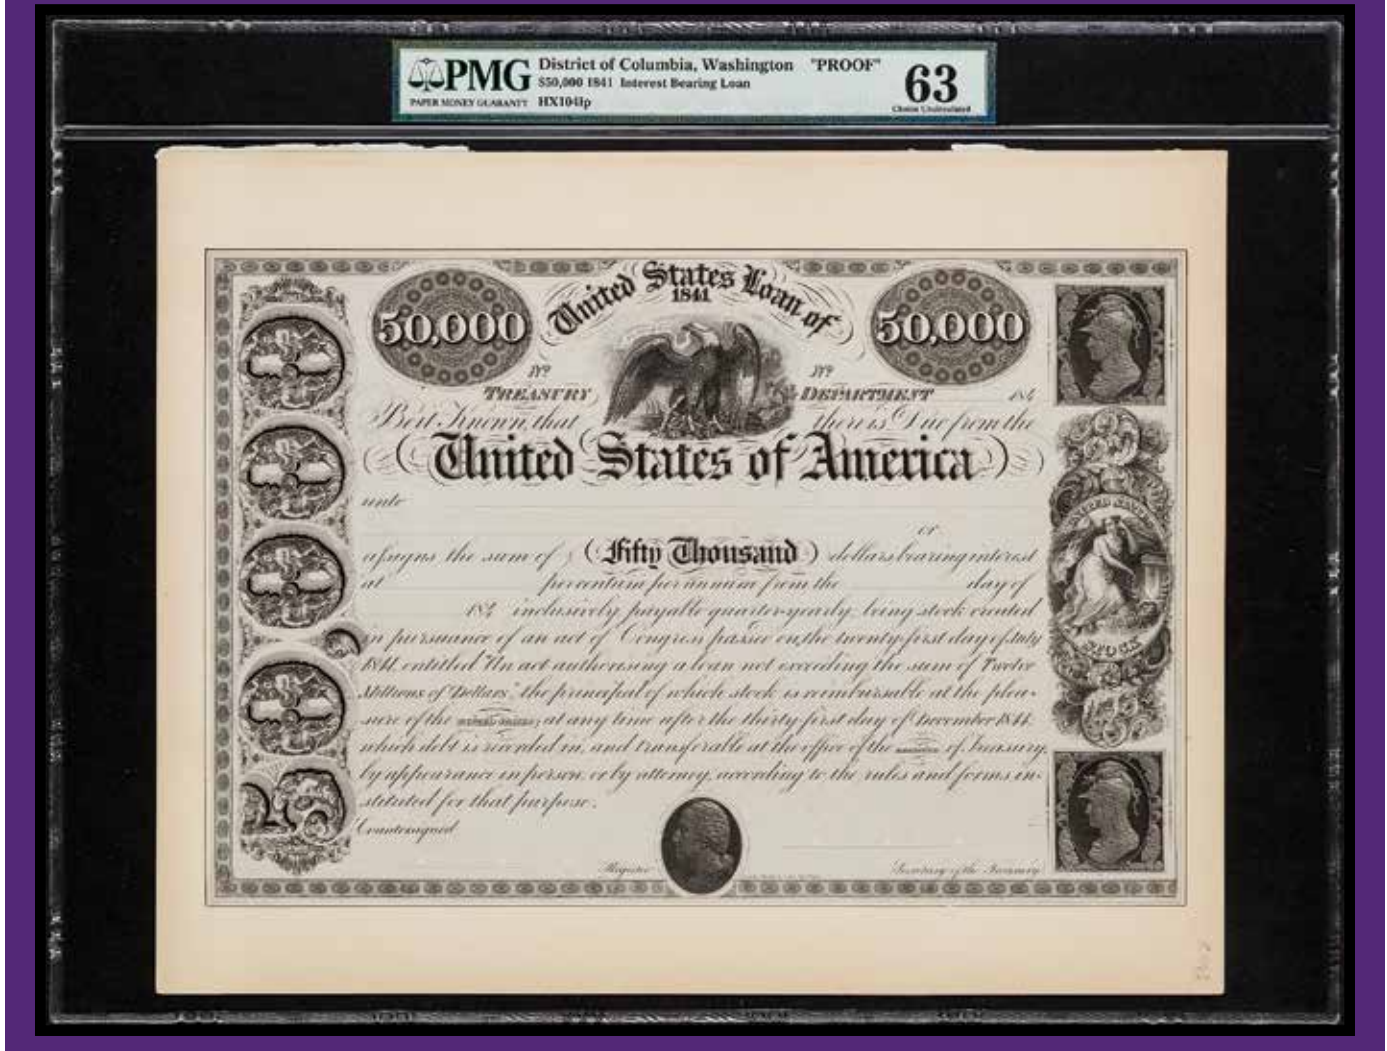 PMG
PAPER MONEY GUARANTY
District of Columbia, Washington "PROOF"
$50,000 1841 Interest Bearing Loan
HX104Ip
63
Choice Uncirculated
United States Loan of
1841
50,000
50,000
Nº
Nº
TREASURY DEPARTMENT 184
Be it Known, that there is Due from the
United States of America
unto
or
assigns the sum of (Fifty Thousand) dollars bearing interest
at per centum per annum from the day of
184 inclusively, payable quarter-yearly, being stock created
in pursuance of an act of Congress passed on the twenty-first day of July
1841, entitled "An act authorising a loan not exceeding the sum of Twelve
Millions of Dollars," the principal of which stock is reimbursable at the plea-
sure of the UNITED STATES, at any time after the thirty-first day of December 1844.
which debt is recorded in, and transferable at the office of the of Treasury,
by appearance in person, or by attorney, according to the rules and forms in-
stituted for that purpose.
Countersigned
Register
Secretary of the Treasury
UNITED STATES
STOCK